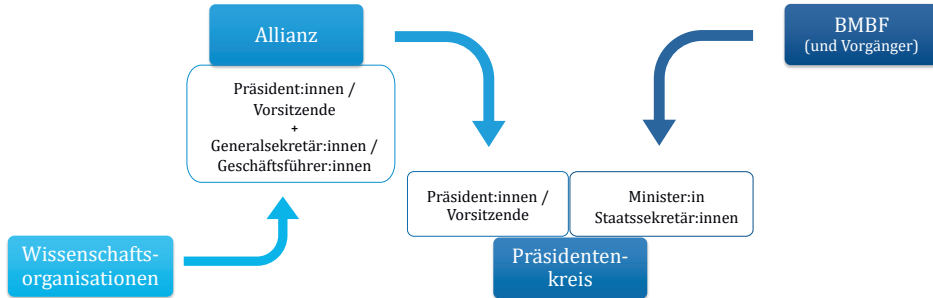 Allianz
Präsident:innen /
Vorsitzende
+
Generalsekretär:innen /
Geschäftsführer:innen
BMBF
(und Vorgänger)
Präsident:innen /
Vorsitzende
Minister:in
Staatssekretär:innen
Wissenschafts-
organisationen
Präsidenten-
kreis